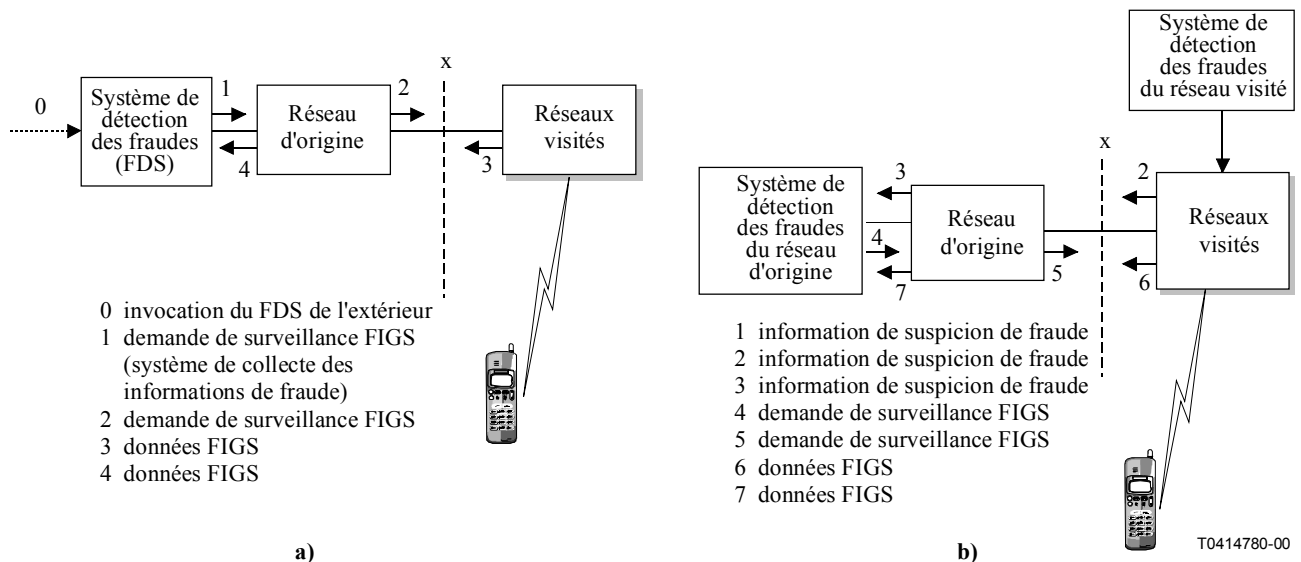 0
Système de
détection
des fraudes
(FDS)
1
4
Réseau
d'origine
2
x
3
Réseaux
visités
0 invocation du FDS de l'extérieur
1 demande de surveillance FIGS
(système de collecte des
informations de fraude)
2 demande de surveillance FIGS
3 données FIGS
4 données FIGS
a)
Système de
détection
des fraudes
du réseau visité
x
2
Système de
détection
des fraudes
du réseau
d'origine
3
4
7
Réseau
d'origine
5
6
Réseaux
visités
1 information de suspicion de fraude
2 information de suspicion de fraude
3 information de suspicion de fraude
4 demande de surveillance FIGS
5 demande de surveillance FIGS
6 données FIGS
7 données FIGS
b)
T0414780-00